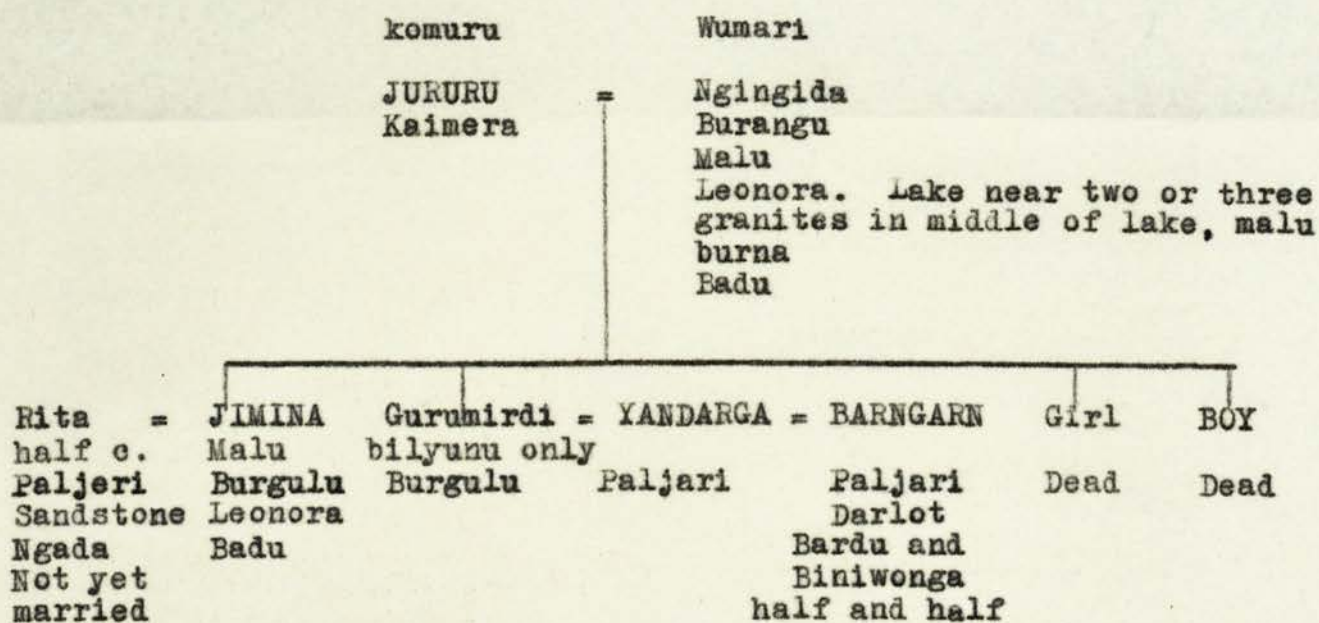 komuru Wumari
JURURU = Ngingida
Kaimera Burangu
Malu
Leonora. Lake near two or three
granites in middle of lake, malu
burna
Badu
Rita = JIMINA Gurumirdi = YANDARGA = BARNGARN Girl BOY
half c. Malu bilyunu only
Paljeri Burgulu Burgulu Paljari Paljari Dead Dead
Sandstone Leonora Darlot
Ngada Badu Bardu and
Not yet Biniwonga
married half and half